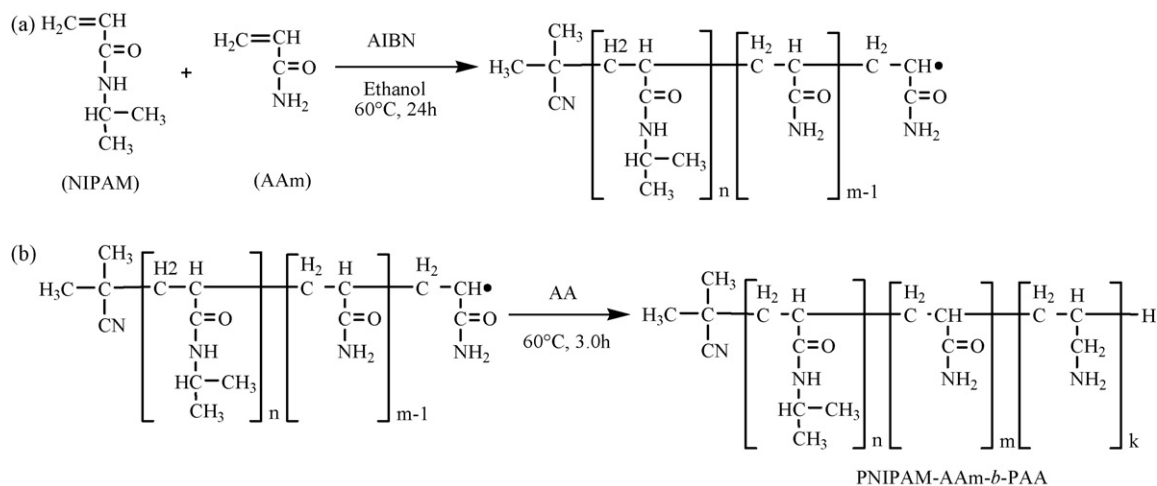 (a)
H₂C=CH
C=O
NH
HC–CH₃
CH₃
(NIPAM)
+
H₂C=CH
C=O
NH₂
(AAm)
AIBN
Ethanol
60°C, 24h
CH₃
H₃C C
CN
H2 H
C C
C=O
NH
HC–CH₃
CH₃
n
H₂ H
C C
C=O
NH₂
m-1
H₂
C CH•
C=O
NH₂
(b)
CH₃
H₃C C
CN
H2 H
C C
C=O
NH
HC–CH₃
CH₃
n
H₂ H
C C
C=O
NH₂
m-1
H₂
C CH•
C=O
NH₂
AA
60°C, 3.0h
CH₃
H₃C C
CN
H₂ H
C C
C=O
NH
HC–CH₃
CH₃
n
H₂
C CH
C=O
NH₂
m
H₂ H
C C
CH₂
NH₂
k
H
PNIPAM-AAm-b-PAA